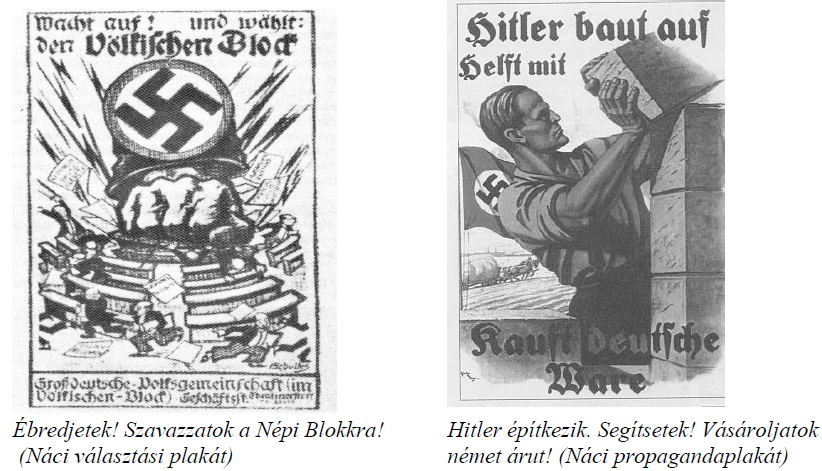 Wacht auf! und wählt:
den Völkischen Block
Großdeutsche Volksgemeinschaft (im
Völkischen-Block) Geschäftsst.
Ébredjetek! Szavazzatok a Népi Blokkra!
(Náci választási plakát)
Hitler baut auf
Helft mit
Kauft deutsche
Ware
Hitler építkezik. Segítsetek! Vásároljatok
német árut! (Náci propagandaplakát)